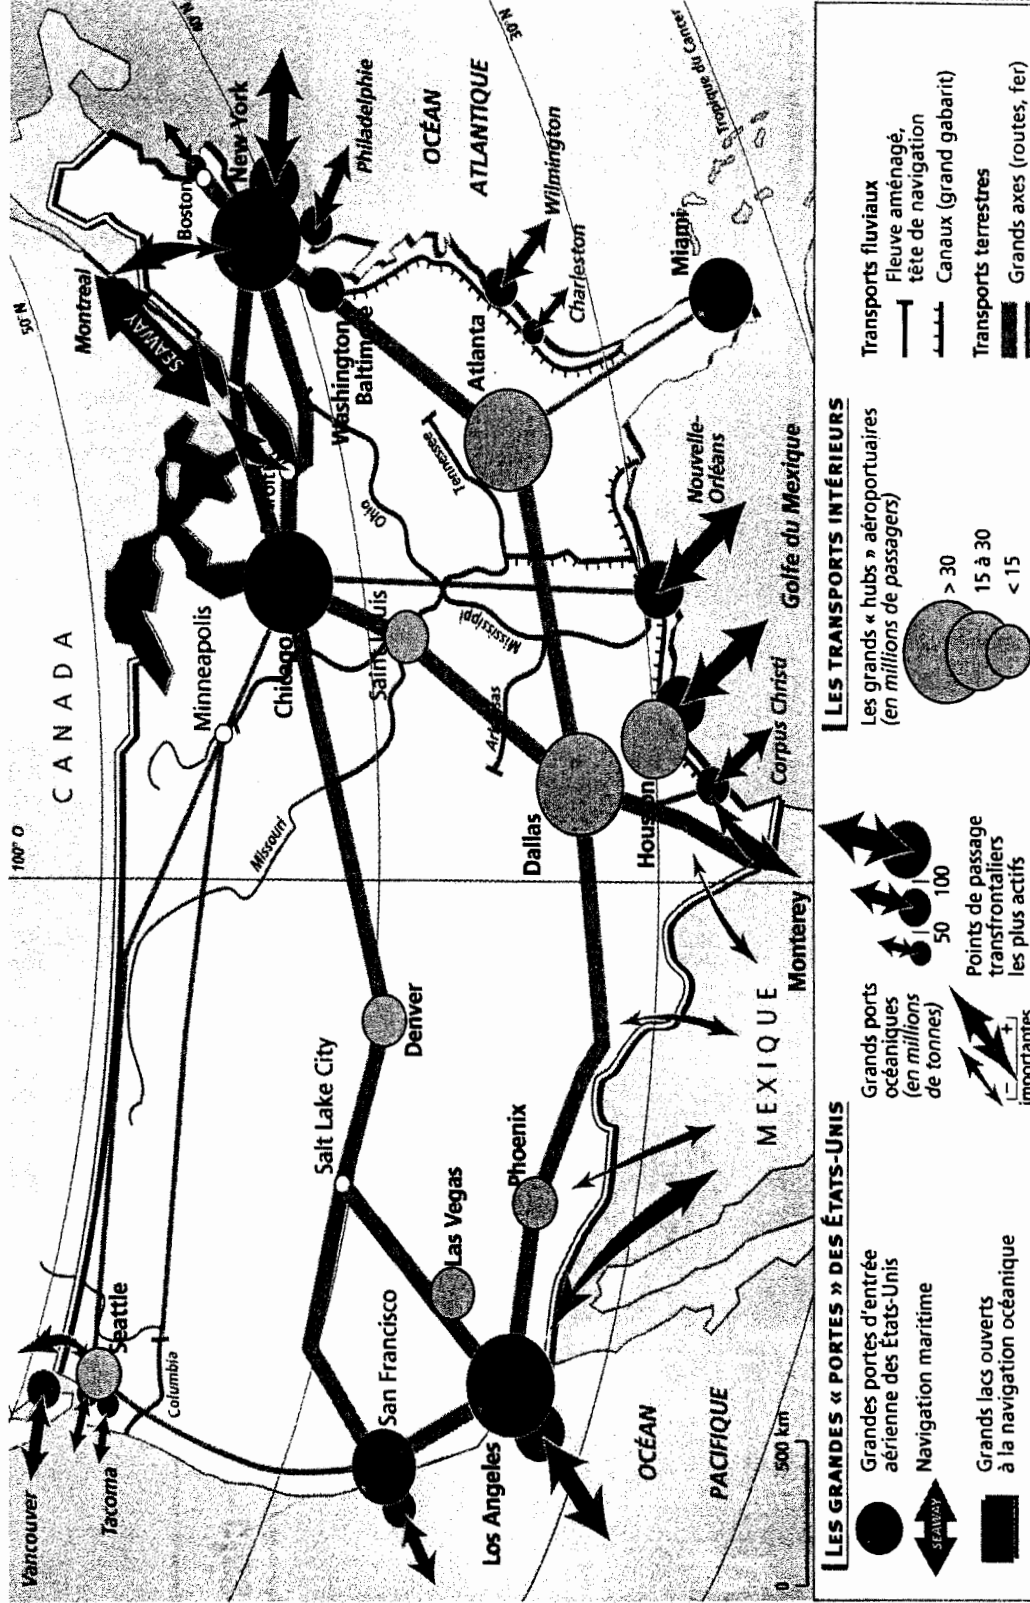 50° N
40° N
30° N
Tropique du Cancer
100° O
CANADA
Vancouver
Tacoma
Seattle
Columbia
Missouri
Minneapolis
Montreal
SEAWAY
Boston
New York
Philadelphie
OCÉAN
ATLANTIQUE
Washington
Baltimore
Wilmington
Charleston
Chicago
Saint Louis
Ohio
Tennessee
Mississippi
Arkansas
Atlanta
Miami
Salt Lake City
Denver
San Francisco
Las Vegas
Los Angeles
Phoenix
Dallas
Houston
Nouvelle-
Orléans
Golfe du Mexique
Corpus Christi
Monterey
MEXIQUE
OCÉAN
PACIFIQUE
0 500 km
LES GRANDES « PORTES » DES ÉTATS-UNIS
Grandes portes d'entrée
aérienne des États-Unis
SEAWAY
Navigation maritime
Grands lacs ouverts
à la navigation océanique
Grands ports
océaniques
(en millions
de tonnes)
50 100
Points de passage
transfrontaliers
les plus actifs
- +
importantes
LES TRANSPORTS INTÉRIEURS
Les grands « hubs » aéroportuaires
(en millions de passagers)
> 30
15 à 30
< 15
Transports fluviaux
Fleuve aménagé,
tête de navigation
Canaux (grand gabarit)
Transports terrestres
Grands axes (routes, fer)